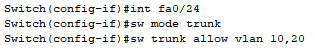 Switch(config-if)#int fa0/24
Switch(config-if)#sw mode trunk
Switch(config-if)#sw trunk allow vlan 10,20